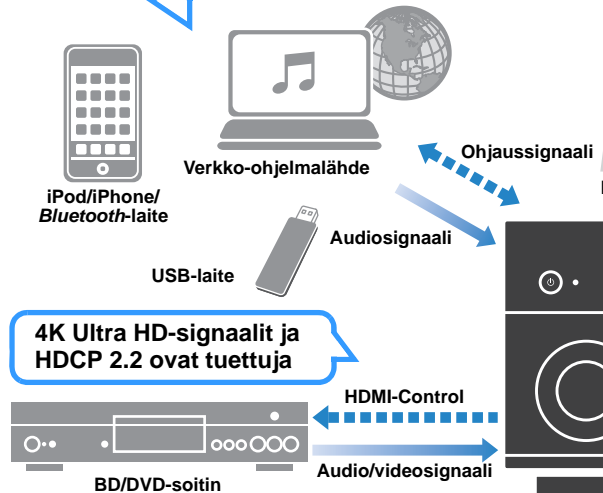 Verkko-ohjelmalähde
Ohjaussignaali
iPod/iPhone/
Bluetooth-laite
Audiosignaali
USB-laite
4K Ultra HD-signaalit ja
HDCP 2.2 ovat tuettuja
HDMI-Control
Audio/videosignaali
BD/DVD-soitin